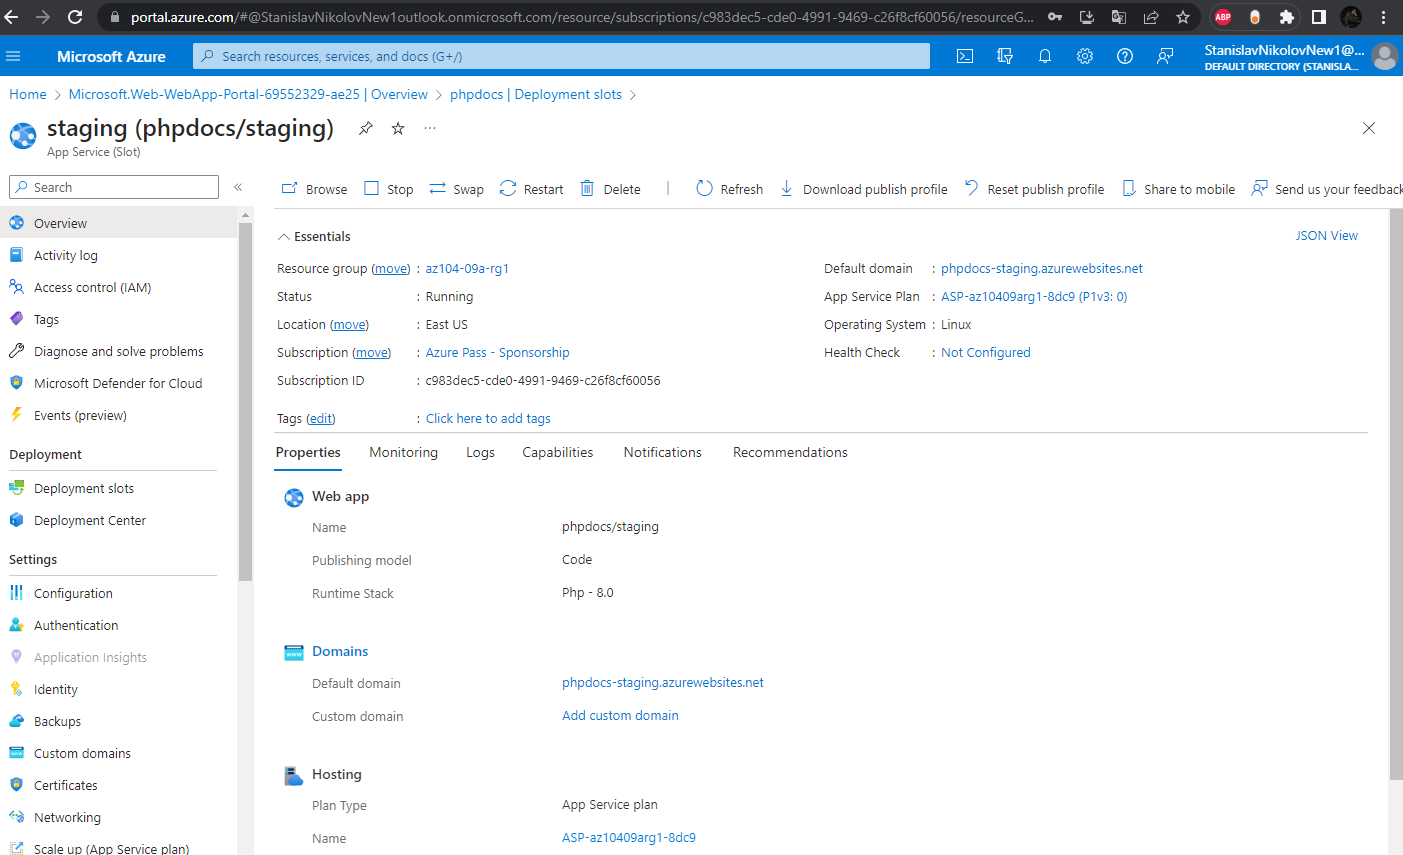 portal.azure.com/#@StanislavNikolovNew1outlook.onmicrosoft.com/resource/subscriptions/c983dec5-cde0-4991-9469-c26f8cf60056/resourceG...
ABP
Microsoft Azure
Search resources, services, and docs (G+/)
StanislavNikolovNew1@...
DEFAULT DIRECTORY (STANISLA...
Home > Microsoft.Web-WebApp-Portal-69552329-ae25 | Overview > phpdocs | Deployment slots >
staging (phpdocs/staging)
...
App Service (Slot)
Search
«
Browse Stop Swap Restart Delete | Refresh Download publish profile Reset publish profile Share to mobile Send us your feedback
Overview
Activity log
Access control (IAM)
Tags
Diagnose and solve problems
Microsoft Defender for Cloud
Events (preview)
Deployment
Deployment slots
Deployment Center
Settings
Configuration
Authentication
Application Insights
Identity
Backups
Custom domains
Certificates
Networking
Scale up (App Service plan)
Essentials
JSON View
Resource group (move) : az104-09a-rg1
Status : Running
Location (move) : East US
Subscription (move) : Azure Pass - Sponsorship
Subscription ID : c983dec5-cde0-4991-9469-c26f8cf60056
Tags (edit) : Click here to add tags
Default domain : phpdocs-staging.azurewebsites.net
App Service Plan : ASP-az10409arg1-8dc9 (P1v3: 0)
Operating System : Linux
Health Check : Not Configured
Properties Monitoring Logs Capabilities Notifications Recommendations
Web app
Name phpdocs/staging
Publishing model Code
Runtime Stack Php - 8.0
Domains
Default domain phpdocs-staging.azurewebsites.net
Custom domain Add custom domain
Hosting
Plan Type App Service plan
Name ASP-az10409arg1-8dc9